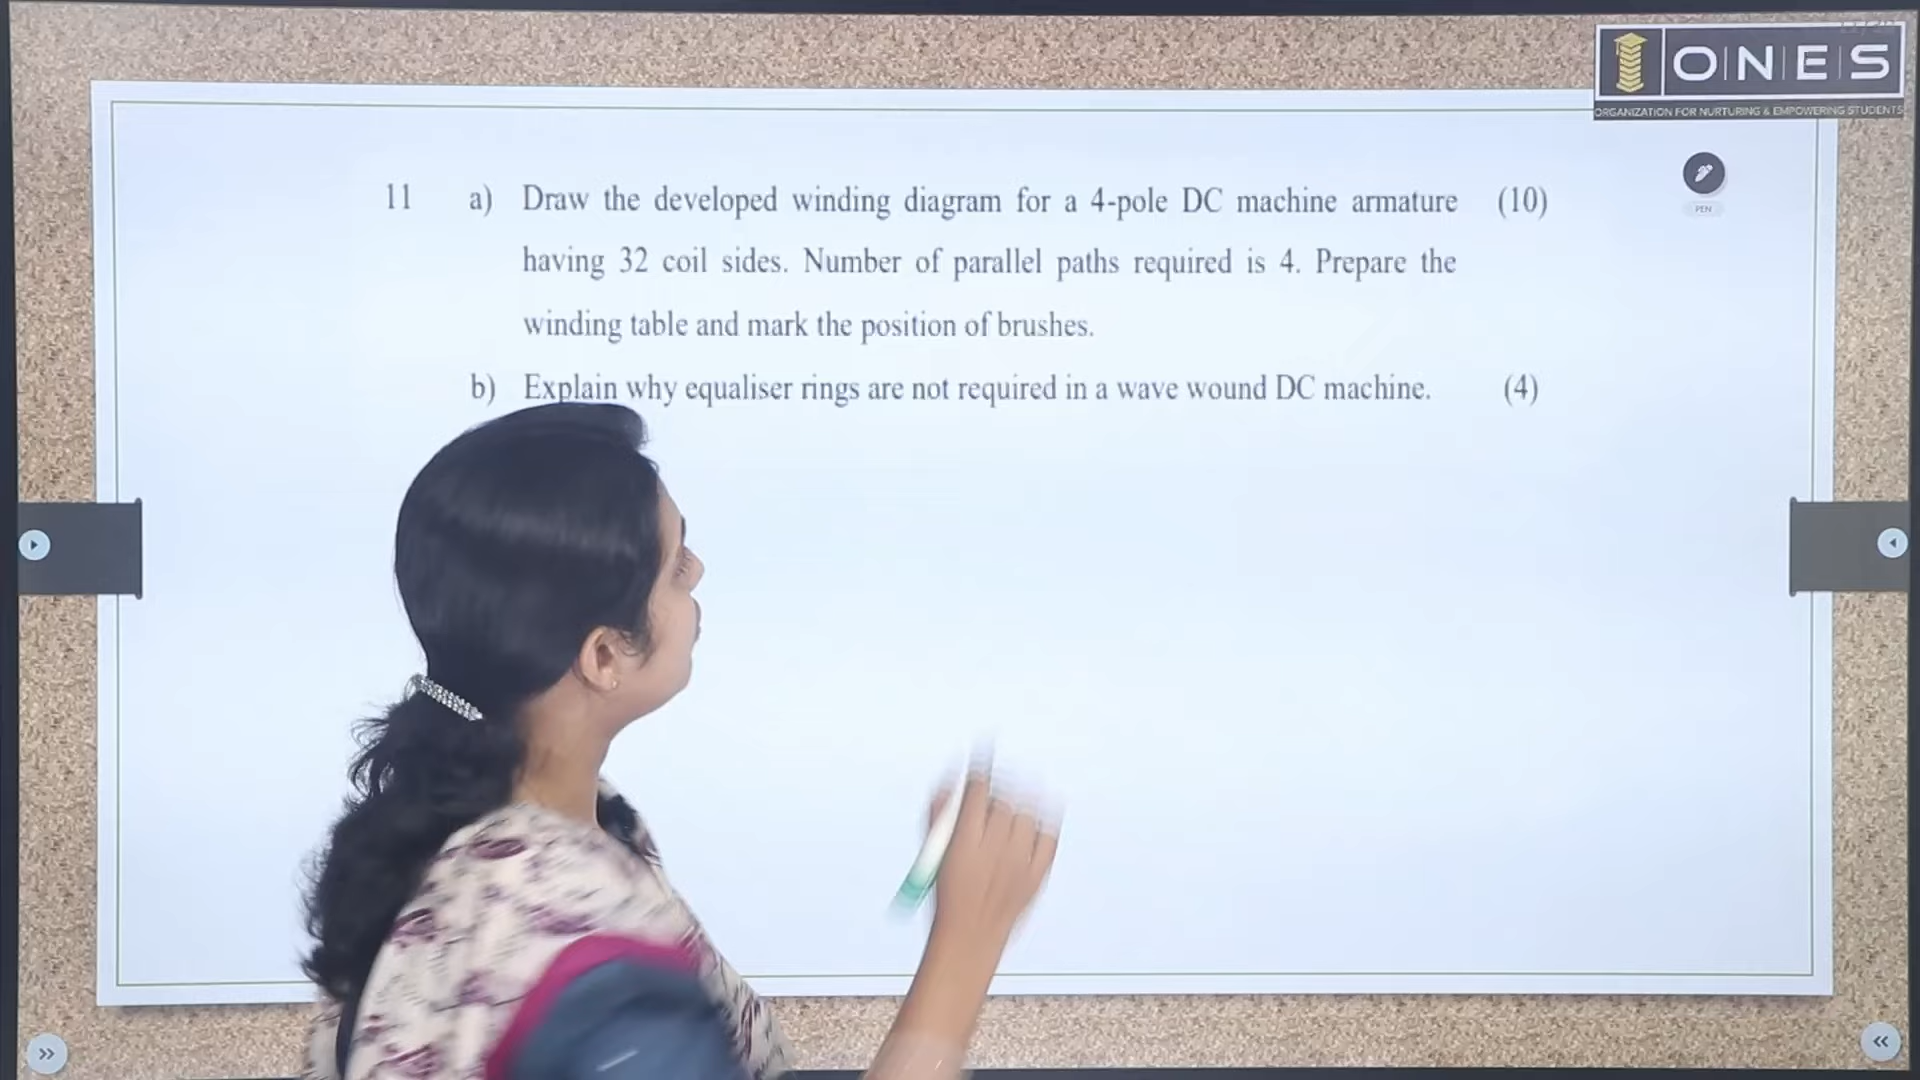 ONES
ORGANIZATION FOR NURTURING & EMPOWERING STUDENTS
11 a) Draw the developed winding diagram for a 4-pole DC machine armature (10)
having 32 coil sides. Number of parallel paths required is 4. Prepare the
winding table and mark the position of brushes.
b) Explain why equaliser rings are not required in a wave wound DC machine. (4)
PEN